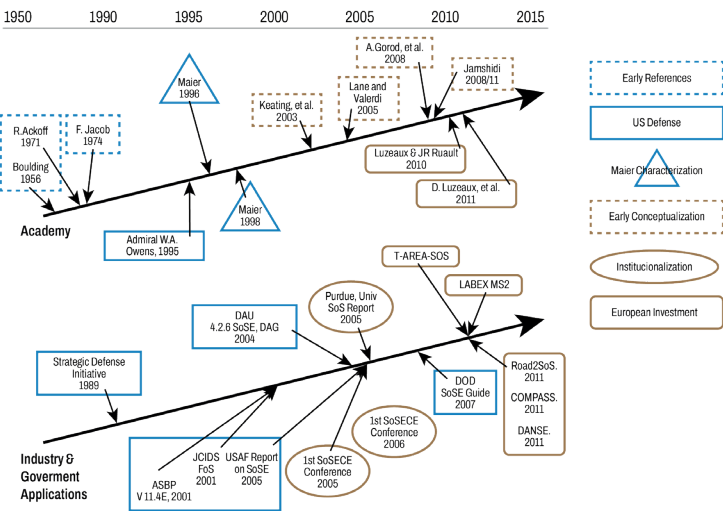 1950 1990 1995 2000 2005 2010 2015
A.Gorod, et al.
2008
Jamshidi
2008/11
Maier
1996
Lane and
Valerdi
2005
Keating, et al.
2003
R.Ackoff
1971
F. Jacob
1974
Boulding
1956
Luzeaux & JR Ruault
2010
D. Luzeaux, et al.
2011
Maier
1998
Admiral W.A.
Owens, 1995
Academy
Early References
US Defense
Maier Characterization
Early Conceptualization
Institucionalization
European Investment
T-AREA-SOS
LABEX MS2
Purdue, Univ
SoS Report
2005
DAU
4.2.6 SoSE, DAG
2004
Strategic Defense
Initiative
1989
DOD
SoSE Guide
2007
Road2SoS.
2011
COMPASS.
2011
DANSE.
2011
1st SoSECE
Conference
2006
1st SoSECE
Conference
2005
JCIDS
FoS
2001
USAF Report
on SoSE
2005
ASBP
V 11.4E, 2001
Industry &
Goverment
Applications